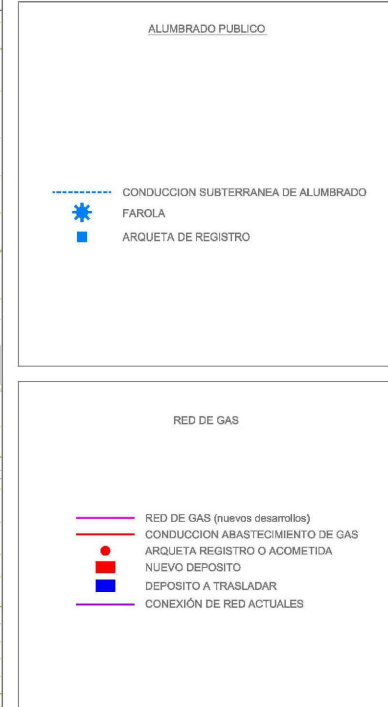 ALUMBRADO PUBLICO
CONDUCCION SUBTERRANEA DE ALUMBRADO
FAROLA
ARQUETA DE REGISTRO
RED DE GAS
RED DE GAS (nuevos desarrollos)
CONDUCCION ABASTECIMIENTO DE GAS
ARQUETA REGISTRO O ACOMETIDA
NUEVO DEPOSITO
DEPOSITO A TRASLADAR
CONEXIÓN DE RED ACTUALES